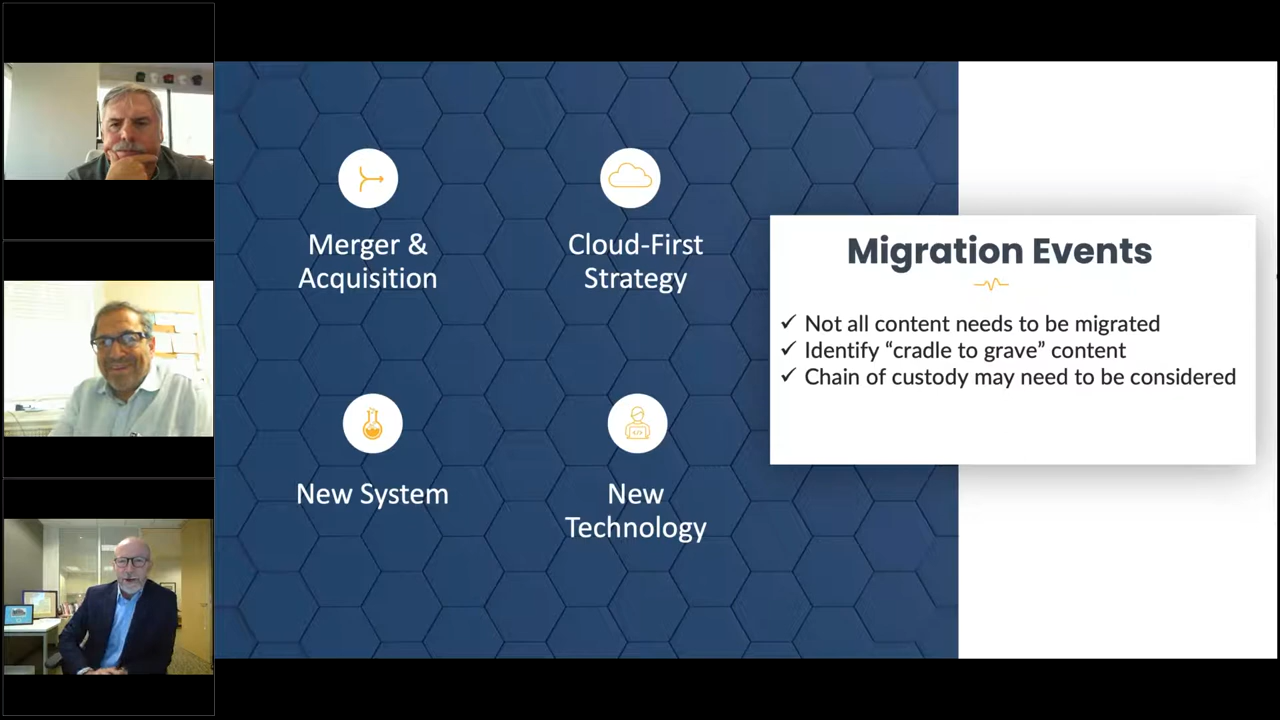 Merger &
Acquisition
Cloud-First
Strategy
New System
New
Technology
Migration Events
✓ Not all content needs to be migrated
✓ Identify “cradle to grave” content
✓ Chain of custody may need to be considered